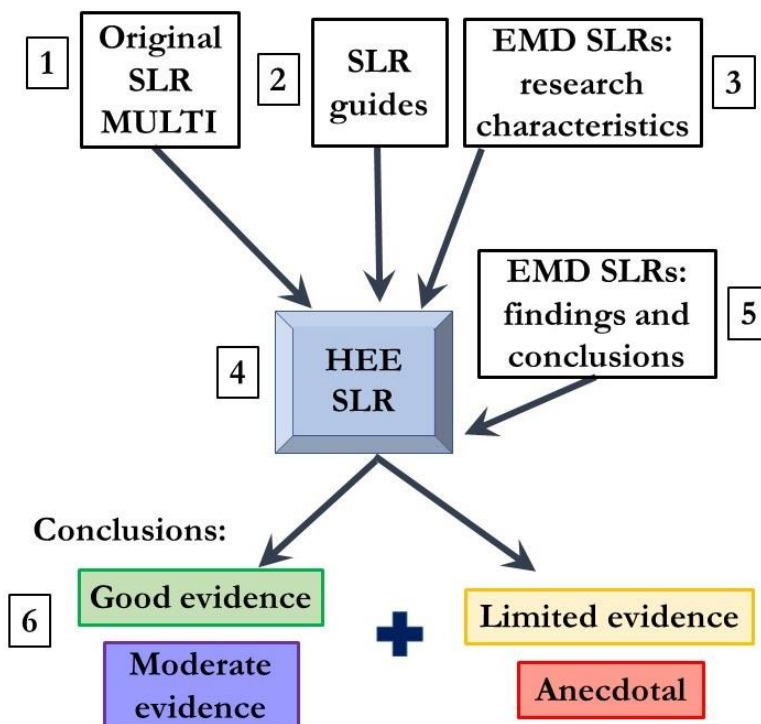 1
Original
SLR
MULTI
2
SLR
guides
EMD SLRs:
research
characteristics
3
EMD SLRs:
findings and
conclusions
5
4
HEE
SLR
Conclusions:
6
Good evidence
Moderate
evidence
Limited evidence
Anecdotal